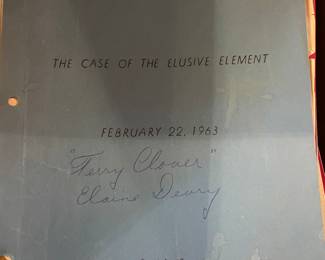 THE CASE OF THE ELUSIVE ELEMENT
FEBRUARY 22, 1963
"Terry Clover"
Elaine Devry